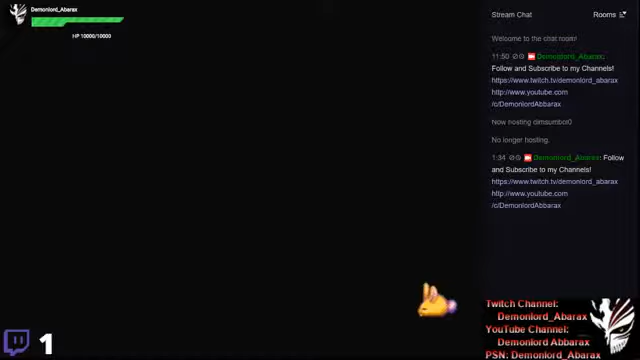 Demonlord_Abarax
HP 10000/10000
Stream Chat
Rooms
Welcome to the chat room!
11:50 Demonlord_Abarax:
Follow and Subscribe to my Channels!
https://www.twitch.tv/demonlord_abarax
http://www.youtube.com
/c/DemonlordAbbarax
Now hosting dimsumbot0
No longer hosting.
1:34 Demonlord_Abarax: Follow
and Subscribe to my Channels!
https://www.twitch.tv/demonlord_abarax
http://www.youtube.com
/c/DemonlordAbbarax
Twitch Channel:
Demonlord_Abarax
YouTube Channel:
Demonlord Abbarax
PSN: Demonlord_Abarax
1